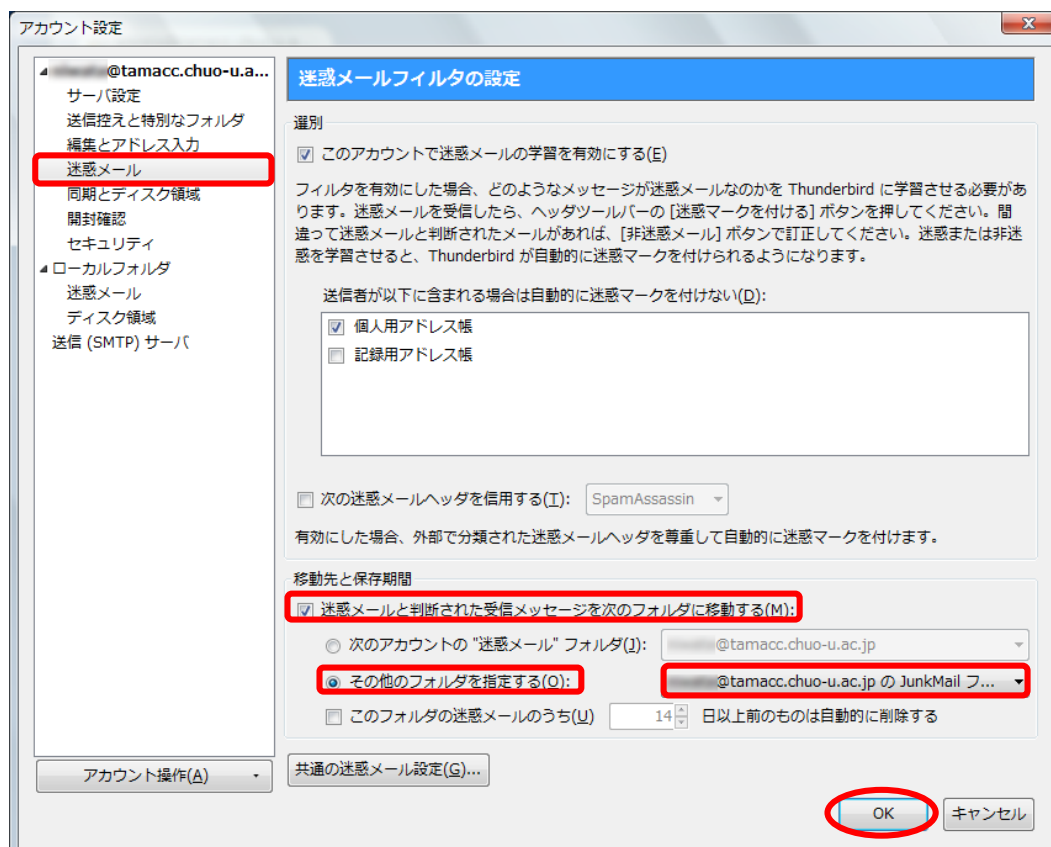 アカウント設定
@tamacc.chuo-u.a...
サーバ設定
送信控えと特別なフォルダ
編集とアドレス入力
迷惑メール
同期とディスク領域
開封確認
セキュリティ
ローカルフォルダ
迷惑メール
ディスク領域
送信 (SMTP) サーバ
アカウント操作(A)
迷惑メールフィルタの設定
選別
このアカウントで迷惑メールの学習を有効にする(E)
フィルタを有効にした場合、どのようなメッセージが迷惑メールなのかを Thunderbird に学習させる必要があ
ります。迷惑メールを受信したら、ヘッダツールバーの [迷惑マークを付ける] ボタンを押してください。間
違って迷惑メールと判断されたメールがあれば、[非迷惑メール] ボタンで訂正してください。迷惑または非迷
惑を学習させると、Thunderbird が自動的に迷惑マークを付けられるようになります。
送信者が以下に含まれる場合は自動的に迷惑マークを付けない(D):
個人用アドレス帳
記録用アドレス帳
次の迷惑メールヘッダを信用する(T): SpamAssassin
有効にした場合、外部で分類された迷惑メールヘッダを尊重して自動的に迷惑マークを付けます。
移動先と保存期間
迷惑メールと判断された受信メッセージを次のフォルダに移動する(M):
次のアカウントの "迷惑メール" フォルダ(J): @tamacc.chuo-u.ac.jp
その他のフォルダを指定する(O): @tamacc.chuo-u.ac.jp の JunkMail フ...
このフォルダの迷惑メールのうち(U) 14 日以上前のものは自動的に削除する
共通の迷惑メール設定(G)...
OK キャンセル